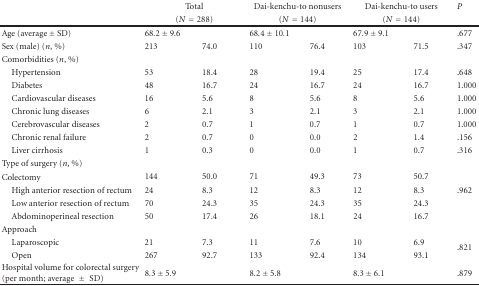 Total Dai-kenchu-to nonusers Dai-kenchu-to users P
(N = 288) (N = 144) (N = 144)
Age (average ± SD) 68.2 ± 9.6 68.4 ± 10.1 67.9 ± 9.1 .677
Sex (male) (n, %) 213 74.0 110 76.4 103 71.5 .347
Comorbidities (n, %)
Hypertension 53 18.4 28 19.4 25 17.4 .648
Diabetes 48 16.7 24 16.7 24 16.7 1.000
Cardiovascular diseases 16 5.6 8 5.6 8 5.6 1.000
Chronic lung diseases 6 2.1 3 2.1 3 2.1 1.000
Cerebrovascular diseases 2 0.7 1 0.7 1 0.7 1.000
Chronic renal failure 2 0.7 0 0.0 2 1.4 .156
Liver cirrhosis 1 0.3 0 0.0 1 0.7 .316
Type of surgery (n, %)
Colectomy 144 50.0 71 49.3 73 50.7
High anterior resection of rectum 24 8.3 12 8.3 12 8.3 .962
Low anterior resection of rectum 70 24.3 35 24.3 35 24.3
Abdominoperineal resection 50 17.4 26 18.1 24 16.7
Approach
Laparoscopic 21 7.3 11 7.6 10 6.9
.821
Open 267 92.7 133 92.4 134 93.1
Hospital volume for colorectal surgery
(per month; average ± SD) 8.3 ± 5.9 8.2 ± 5.8 8.3 ± 6.1 .879